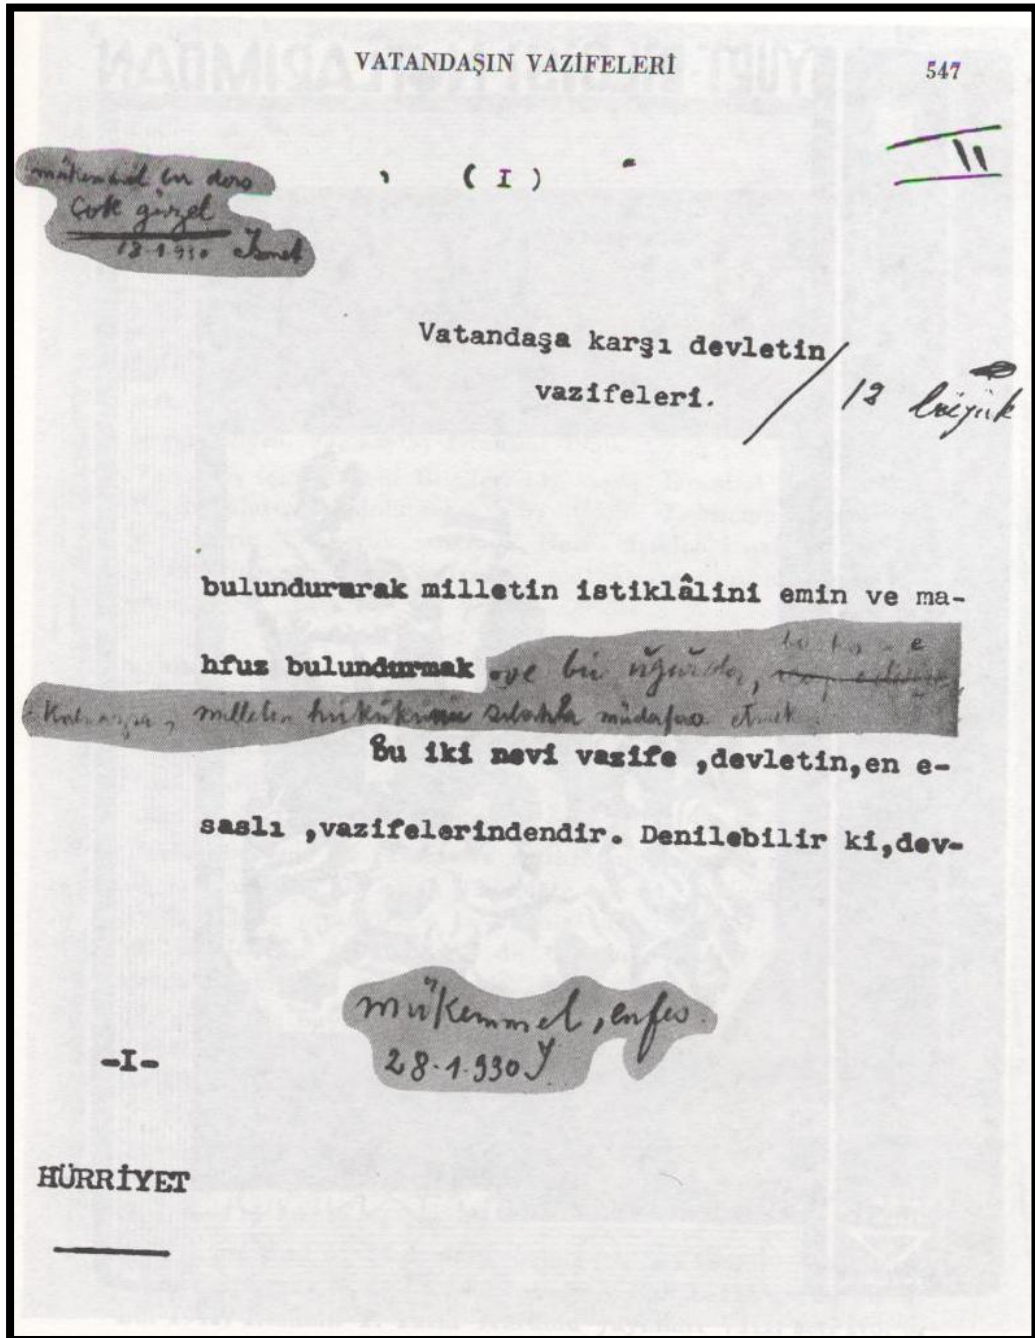 VATANDAŞIN VAZİFELERİ
547
II
( I )
mükemmel bir ders
Çok güzel
18-1-930 İsmet
Vatandaşa karşı devletin
vazifeleri.
12 büyük
bulundurarak milletin istiklâlini emin ve ma-
hfuz bulundurmak ve bu uğurda,
milletin hukukunu silahla müdafaa etmek.
Bu iki nevi vazife ,devletin,en e-
saslı ,vazifelerindendir. Denilebilir ki,dev-
mükemmel, enfes.
28-1-930 İ
-I-
HÜRRİYET